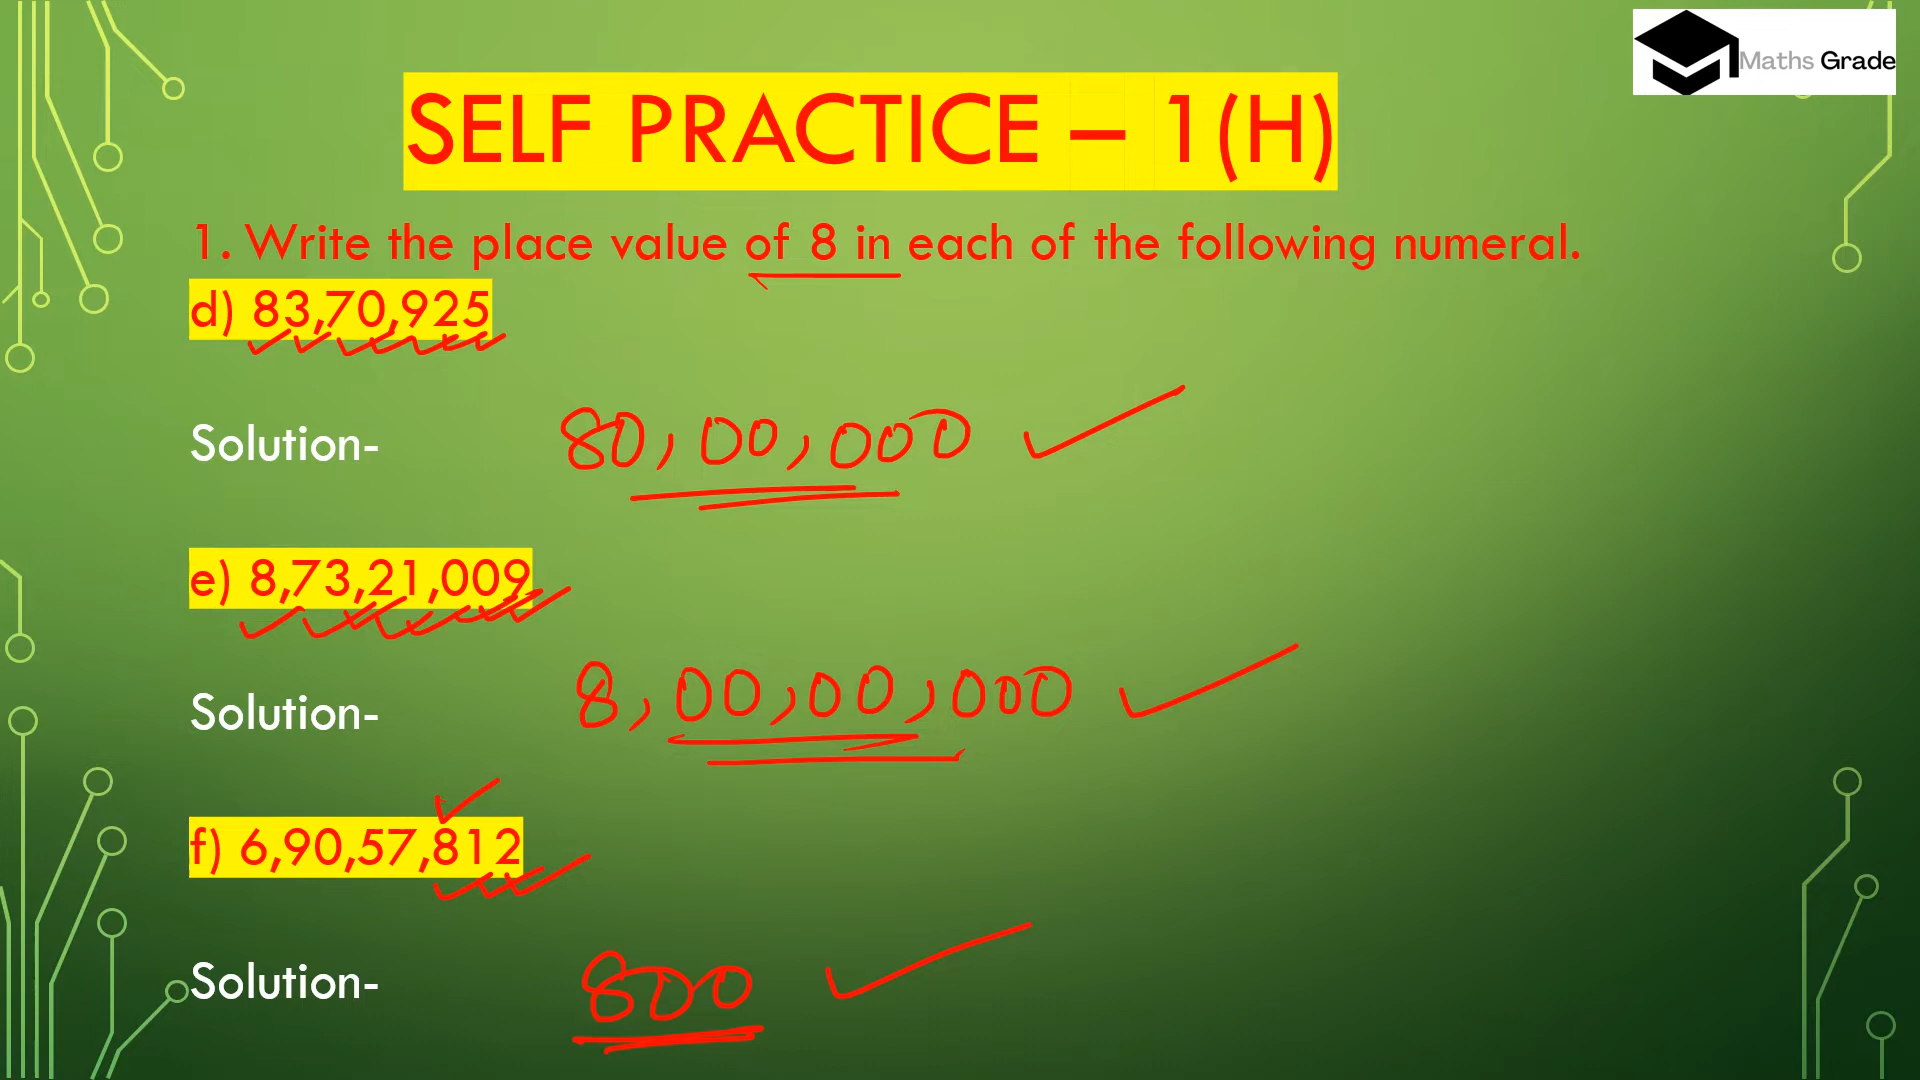 Maths Grade
SELF PRACTICE – 1(H)
1. Write the place value of 8 in each of the following numeral.
d) 83,70,925
Solution- 80,00,000
e) 8,73,21,009
Solution- 8,00,00,000
f) 6,90,57,812
Solution- 800